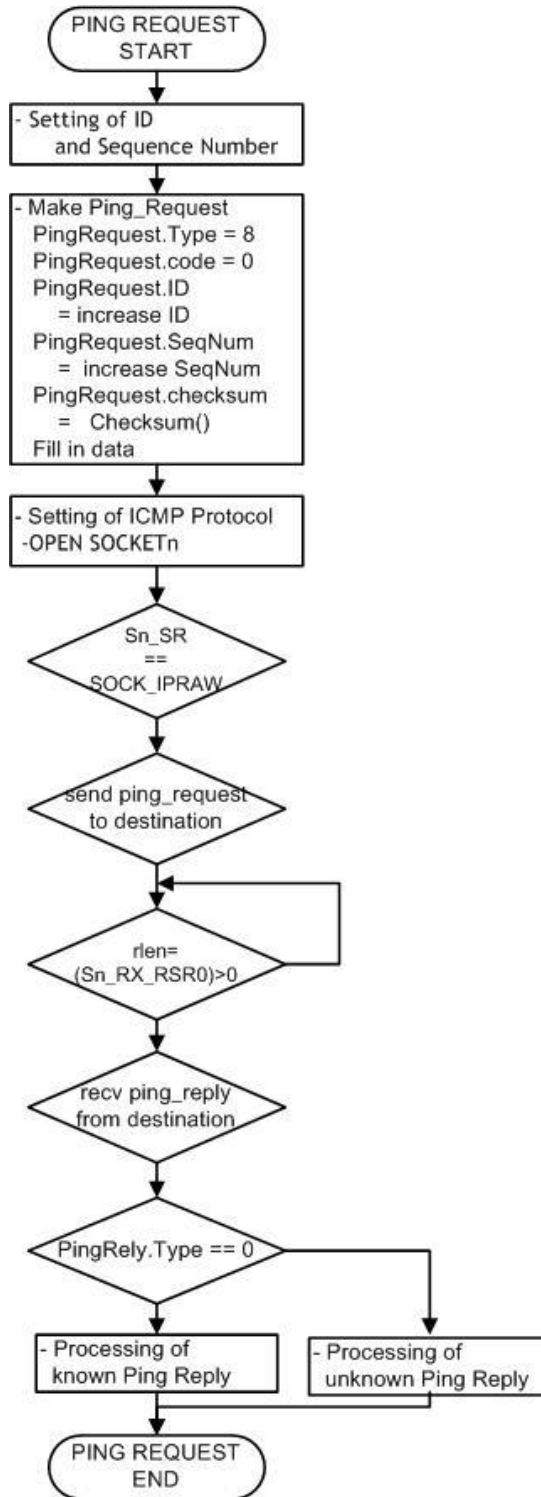 PING REQUEST
START
- Setting of ID
and Sequence Number
- Make Ping_Request
PingRequest.Type = 8
PingRequest.code = 0
PingRequest.ID
= increase ID
PingRequest.SeqNum
= increase SeqNum
PingRequest.checksum
= Checksum()
Fill in data
- Setting of ICMP Protocol
-OPEN SOCKETn
Sn_SR
==
SOCK_IPRAW
send ping_request
to destination
rlen=
(Sn_RX_RSR0)>0
recv ping_reply
from destination
PingRely.Type == 0
- Processing of
known Ping Reply
- Processing of
unknown Ping Reply
PING REQUEST
END